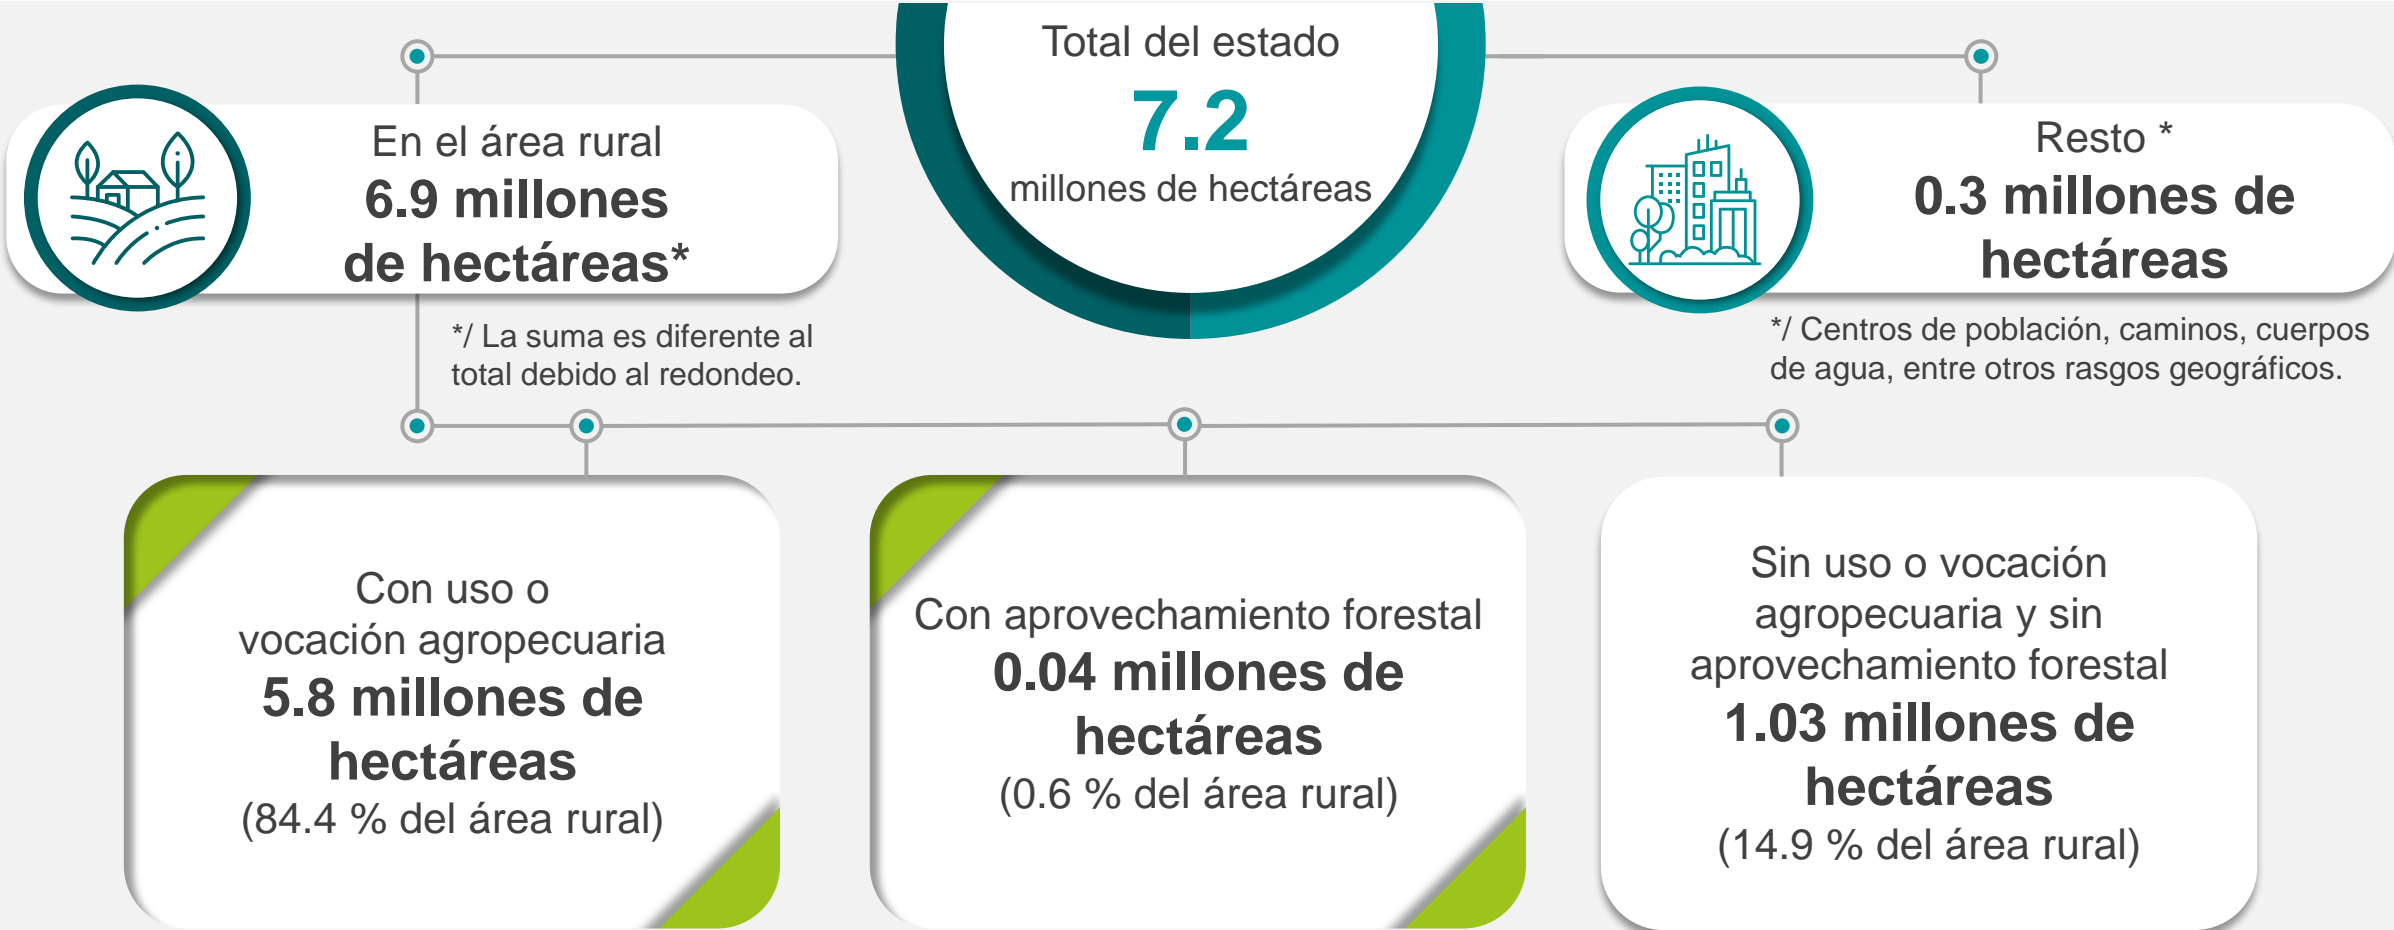 Total del estado
7.2
millones de hectáreas
En el área rural
6.9 millones
de hectáreas*
*/ La suma es diferente al
total debido al redondeo.
Resto *
0.3 millones de
hectáreas
*/ Centros de población, caminos, cuerpos
de agua, entre otros rasgos geográficos.
Con uso o
vocación agropecuaria
5.8 millones de
hectáreas
(84.4 % del área rural)
Con aprovechamiento forestal
0.04 millones de
hectáreas
(0.6 % del área rural)
Sin uso o vocación
agropecuaria y sin
aprovechamiento forestal
1.03 millones de
hectáreas
(14.9 % del área rural)